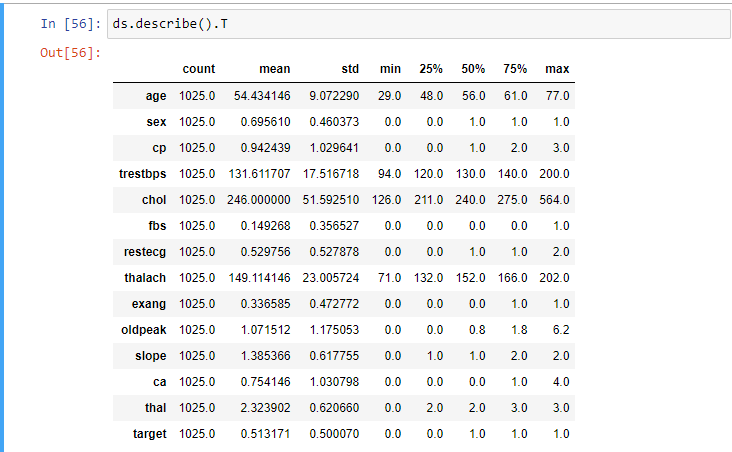 In [56]: ds.describe().T
Out[56]:
count mean std min 25% 50% 75% max
age 1025.0 54.434146 9.072290 29.0 48.0 56.0 61.0 77.0
sex 1025.0 0.695610 0.460373 0.0 0.0 1.0 1.0 1.0
cp 1025.0 0.942439 1.029641 0.0 0.0 1.0 2.0 3.0
trestbps 1025.0 131.611707 17.516718 94.0 120.0 130.0 140.0 200.0
chol 1025.0 246.000000 51.592510 126.0 211.0 240.0 275.0 564.0
fbs 1025.0 0.149268 0.356527 0.0 0.0 0.0 0.0 1.0
restecg 1025.0 0.529756 0.527878 0.0 0.0 1.0 1.0 2.0
thalach 1025.0 149.114146 23.005724 71.0 132.0 152.0 166.0 202.0
exang 1025.0 0.336585 0.472772 0.0 0.0 0.0 1.0 1.0
oldpeak 1025.0 1.071512 1.175053 0.0 0.0 0.8 1.8 6.2
slope 1025.0 1.385366 0.617755 0.0 1.0 1.0 2.0 2.0
ca 1025.0 0.754146 1.030798 0.0 0.0 0.0 1.0 4.0
thal 1025.0 2.323902 0.620660 0.0 2.0 2.0 3.0 3.0
target 1025.0 0.513171 0.500070 0.0 0.0 1.0 1.0 1.0